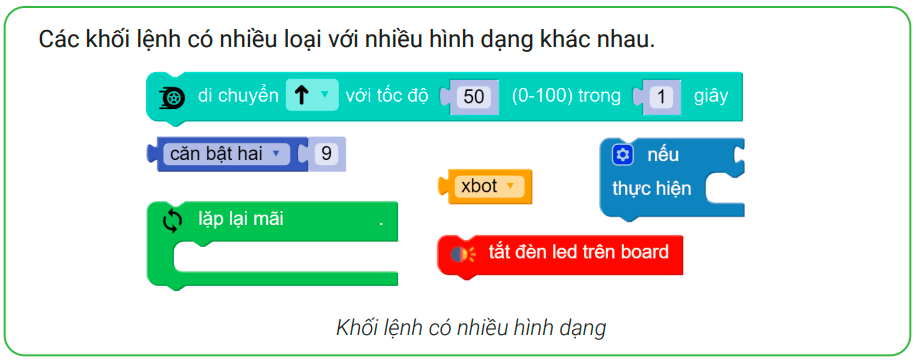 Các khối lệnh có nhiều loại với nhiều hình dạng khác nhau.
di chuyển với tốc độ 50 (0-100) trong 1 giây
căn bật hai 9
nếu
xbot
thực hiện
lặp lại mãi .
tắt đèn led trên board
Khối lệnh có nhiều hình dạng